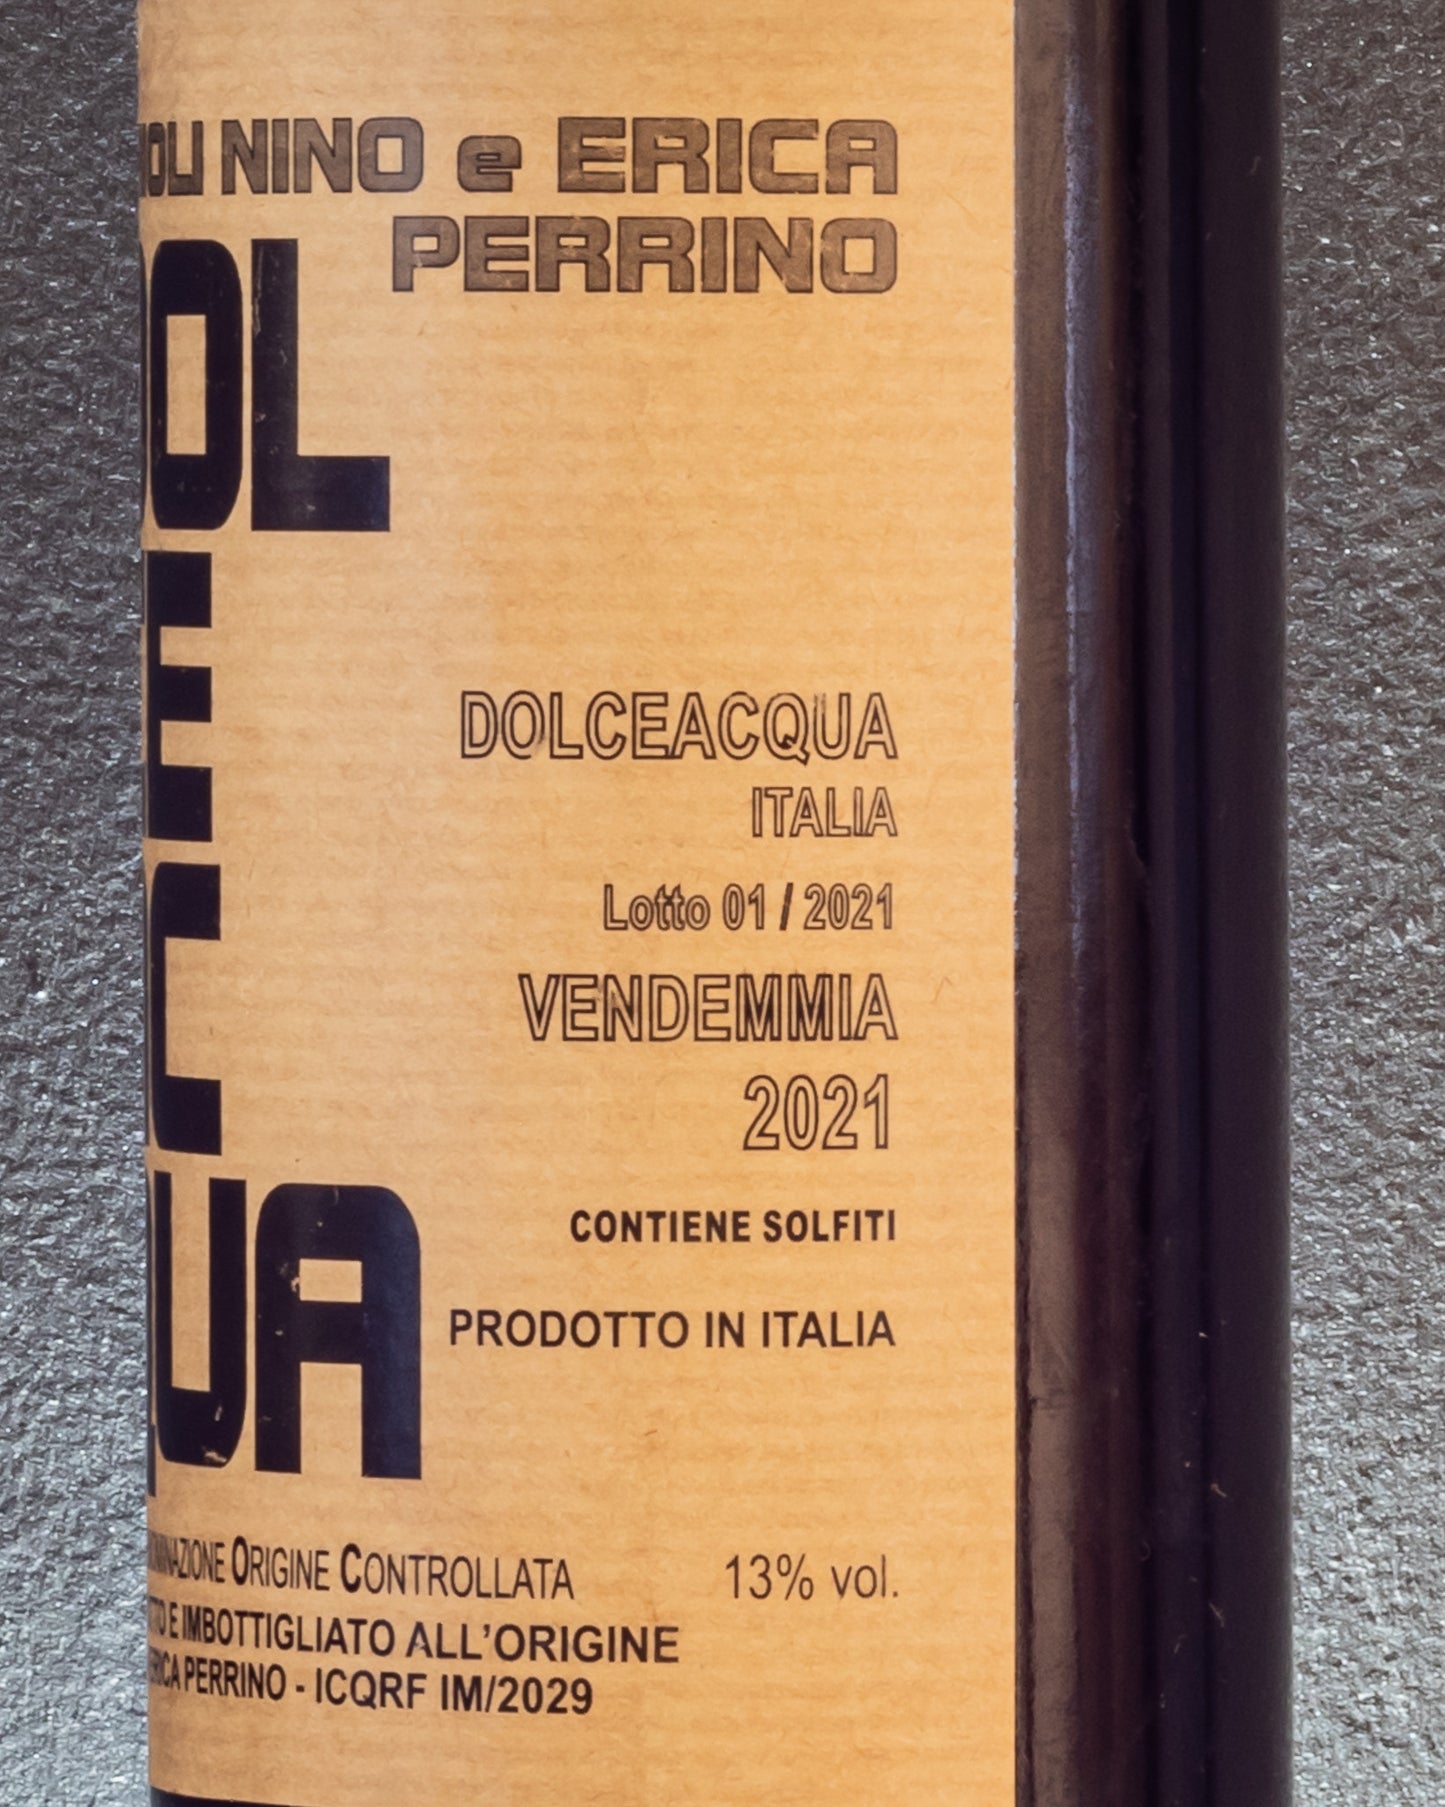 NINO e ERICA
PERRINO
DOLCEACQUA
ITALIA
Lotto 01 / 2021
VENDEMMIA
2021
CONTIENE SOLFITI
PRODOTTO IN ITALIA
ORIGINE CONTROLLATA 13% vol.
E IMBOTTIGLIATO ALL'ORIGINE
PERRINO - ICQRF IM/2029